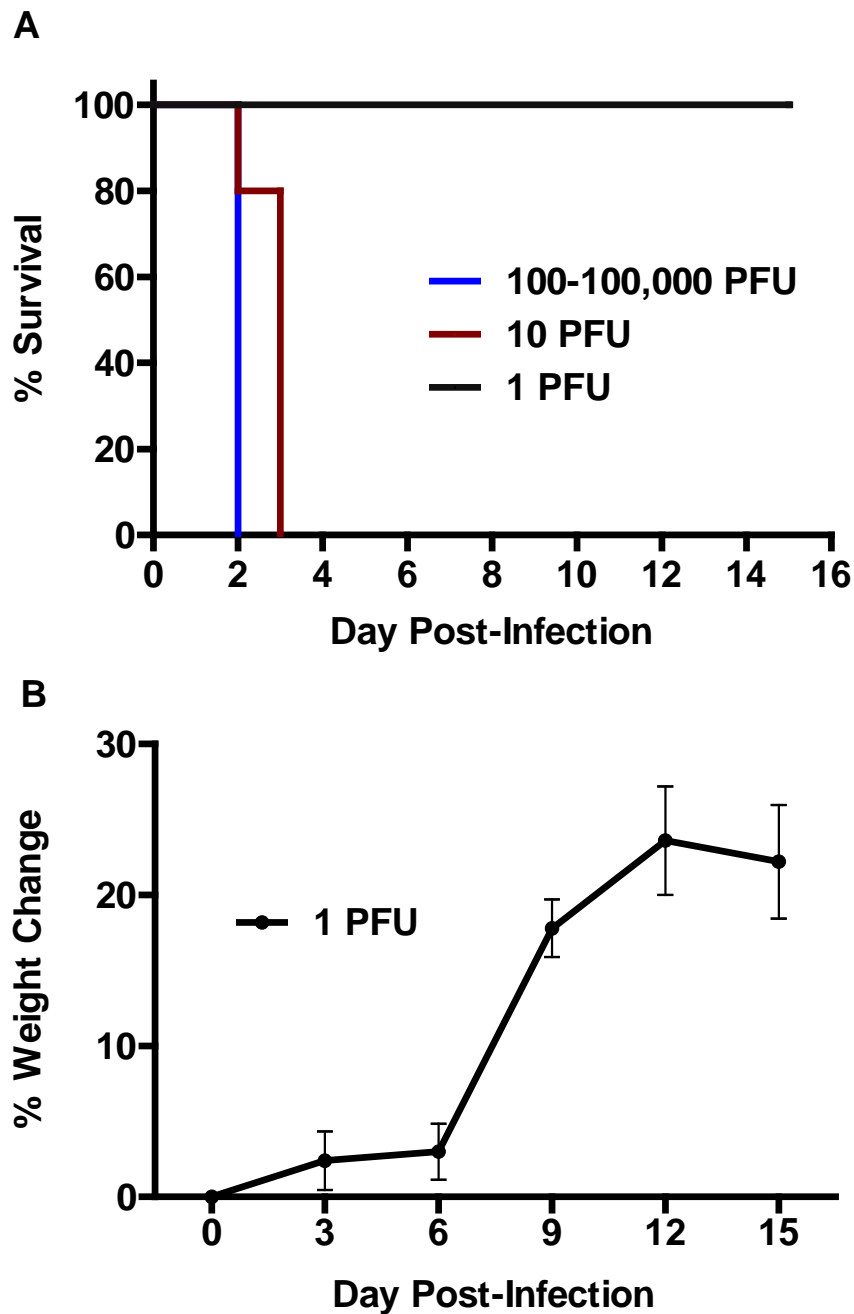 A
% Survival
100
80
60
40
20
0
100-100,000 PFU
10 PFU
1 PFU
0 2 4 6 8 10 12 14 16
Day Post-Infection
B
% Weight Change
30
20
10
0
1 PFU
0 3 6 9 12 15
Day Post-Infection